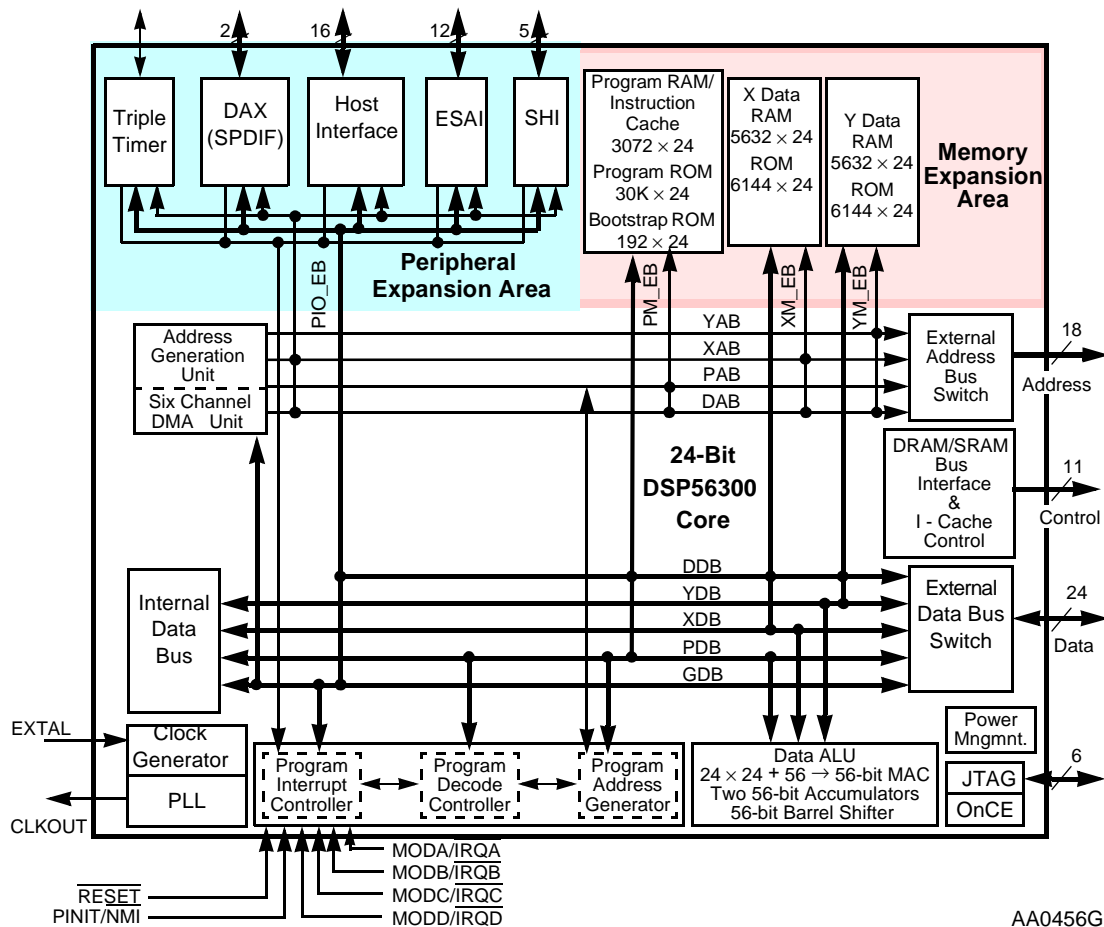 2
16
12
5
Triple
Timer
DAX
(SPDIF)
Host
Interface
ESAI
SHI
Program RAM/
Instruction
Cache
3072 × 24
Program ROM
30K × 24
Bootstrap ROM
192 × 24
X Data
RAM
5632 × 24
ROM
6144 × 24
Y Data
RAM
5632 × 24
ROM
6144 × 24
Memory
Expansion
Area
Peripheral
Expansion Area
PIO_EB
PM_EB
XM_EB
YM_EB
Address
Generation
Unit
Six Channel
DMA Unit
YAB
XAB
PAB
DAB
External
Address
Bus
Switch
18
Address
24-Bit
DSP56300
Core
DRAM/SRAM
Bus
Interface
&
I - Cache
Control
11
Control
Internal
Data
Bus
DDB
YDB
XDB
PDB
GDB
External
Data Bus
Switch
24
Data
EXTAL
Clock
Generator
PLL
CLKOUT
Program
Interrupt
Controller
Program
Decode
Controller
Program
Address
Generator
Data ALU
24 × 24 + 56 → 56-bit MAC
Two 56-bit Accumulators
56-bit Barrel Shifter
Power
Mngmnt.
JTAG
OnCE
6
MODA/IRQA
MODB/IRQB
MODC/IRQC
MODD/IRQD
RESET
PINIT/NMI
AA0456G